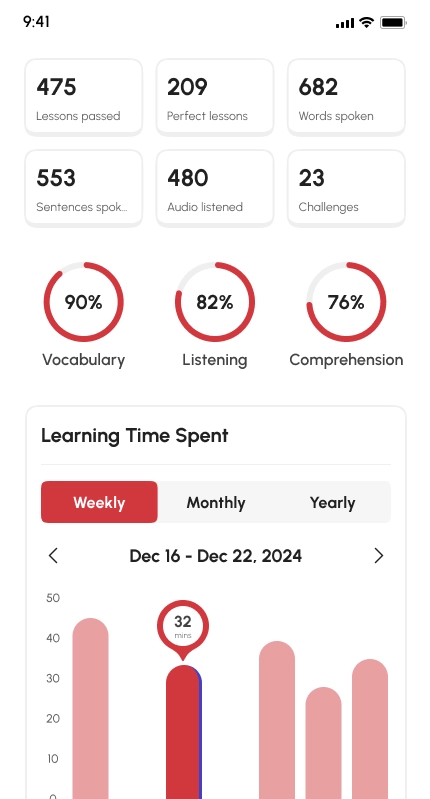 9:41
475 209 682
Lessons passed Perfect lessons Words spoken
553 480 23
Sentences spok... Audio listened Challenges
90% 82% 76%
Vocabulary Listening Comprehension
Learning Time Spent
Weekly Monthly Yearly
Dec 16 - Dec 22, 2024
50
32
mins
40
30
20
10
0